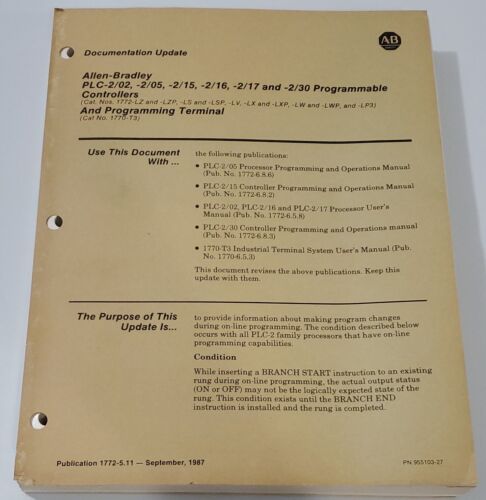 Documentation Update
AB
Allen-Bradley
PLC-2/02, -2/05, -2/15, -2/16, -2/17 and -2/30 Programmable
Controllers
(Cat. Nos. 1772-LZ and -LZP, -LS and -LSP, -LV, -LX and -LXP, -LW and -LWP, and -LP3)
And Programming Terminal
(Cat No. 1770-T3)
Use This Document
With ...
the following publications:
• PLC-2/05 Processor Programming and Operations Manual
(Pub. No. 1772-6.8.6)
• PLC-2/15 Controller Programming and Operations Manual
(Pub. No. 1772-6.8.2)
• PLC-2/02, PLC-2/16 and PLC-2/17 Processor User's
Manual (Pub. No. 1772-6.5.8)
• PLC-2/30 Controller Programming and Operations manual
(Pub. No. 1772-6.8.3)
• 1770-T3 Industrial Terminal System User's Manual (Pub.
No. 1770-6.5.3)
This document revises the above publications. Keep this
update with them.
The Purpose of This
Update Is...
to provide information about making program changes
during on-line programming. The condition described below
occurs with all PLC-2 family processors that have on-line
programming capabilities.
Condition
While inserting a BRANCH START instruction to an existing
rung during on-line programming, the actual output status
(ON or OFF) may not be the logically expected state of the
rung. This condition exists until the BRANCH END
instruction is installed and the rung is completed.
Publication 1772-5.11 — September, 1987
PN 955103-27